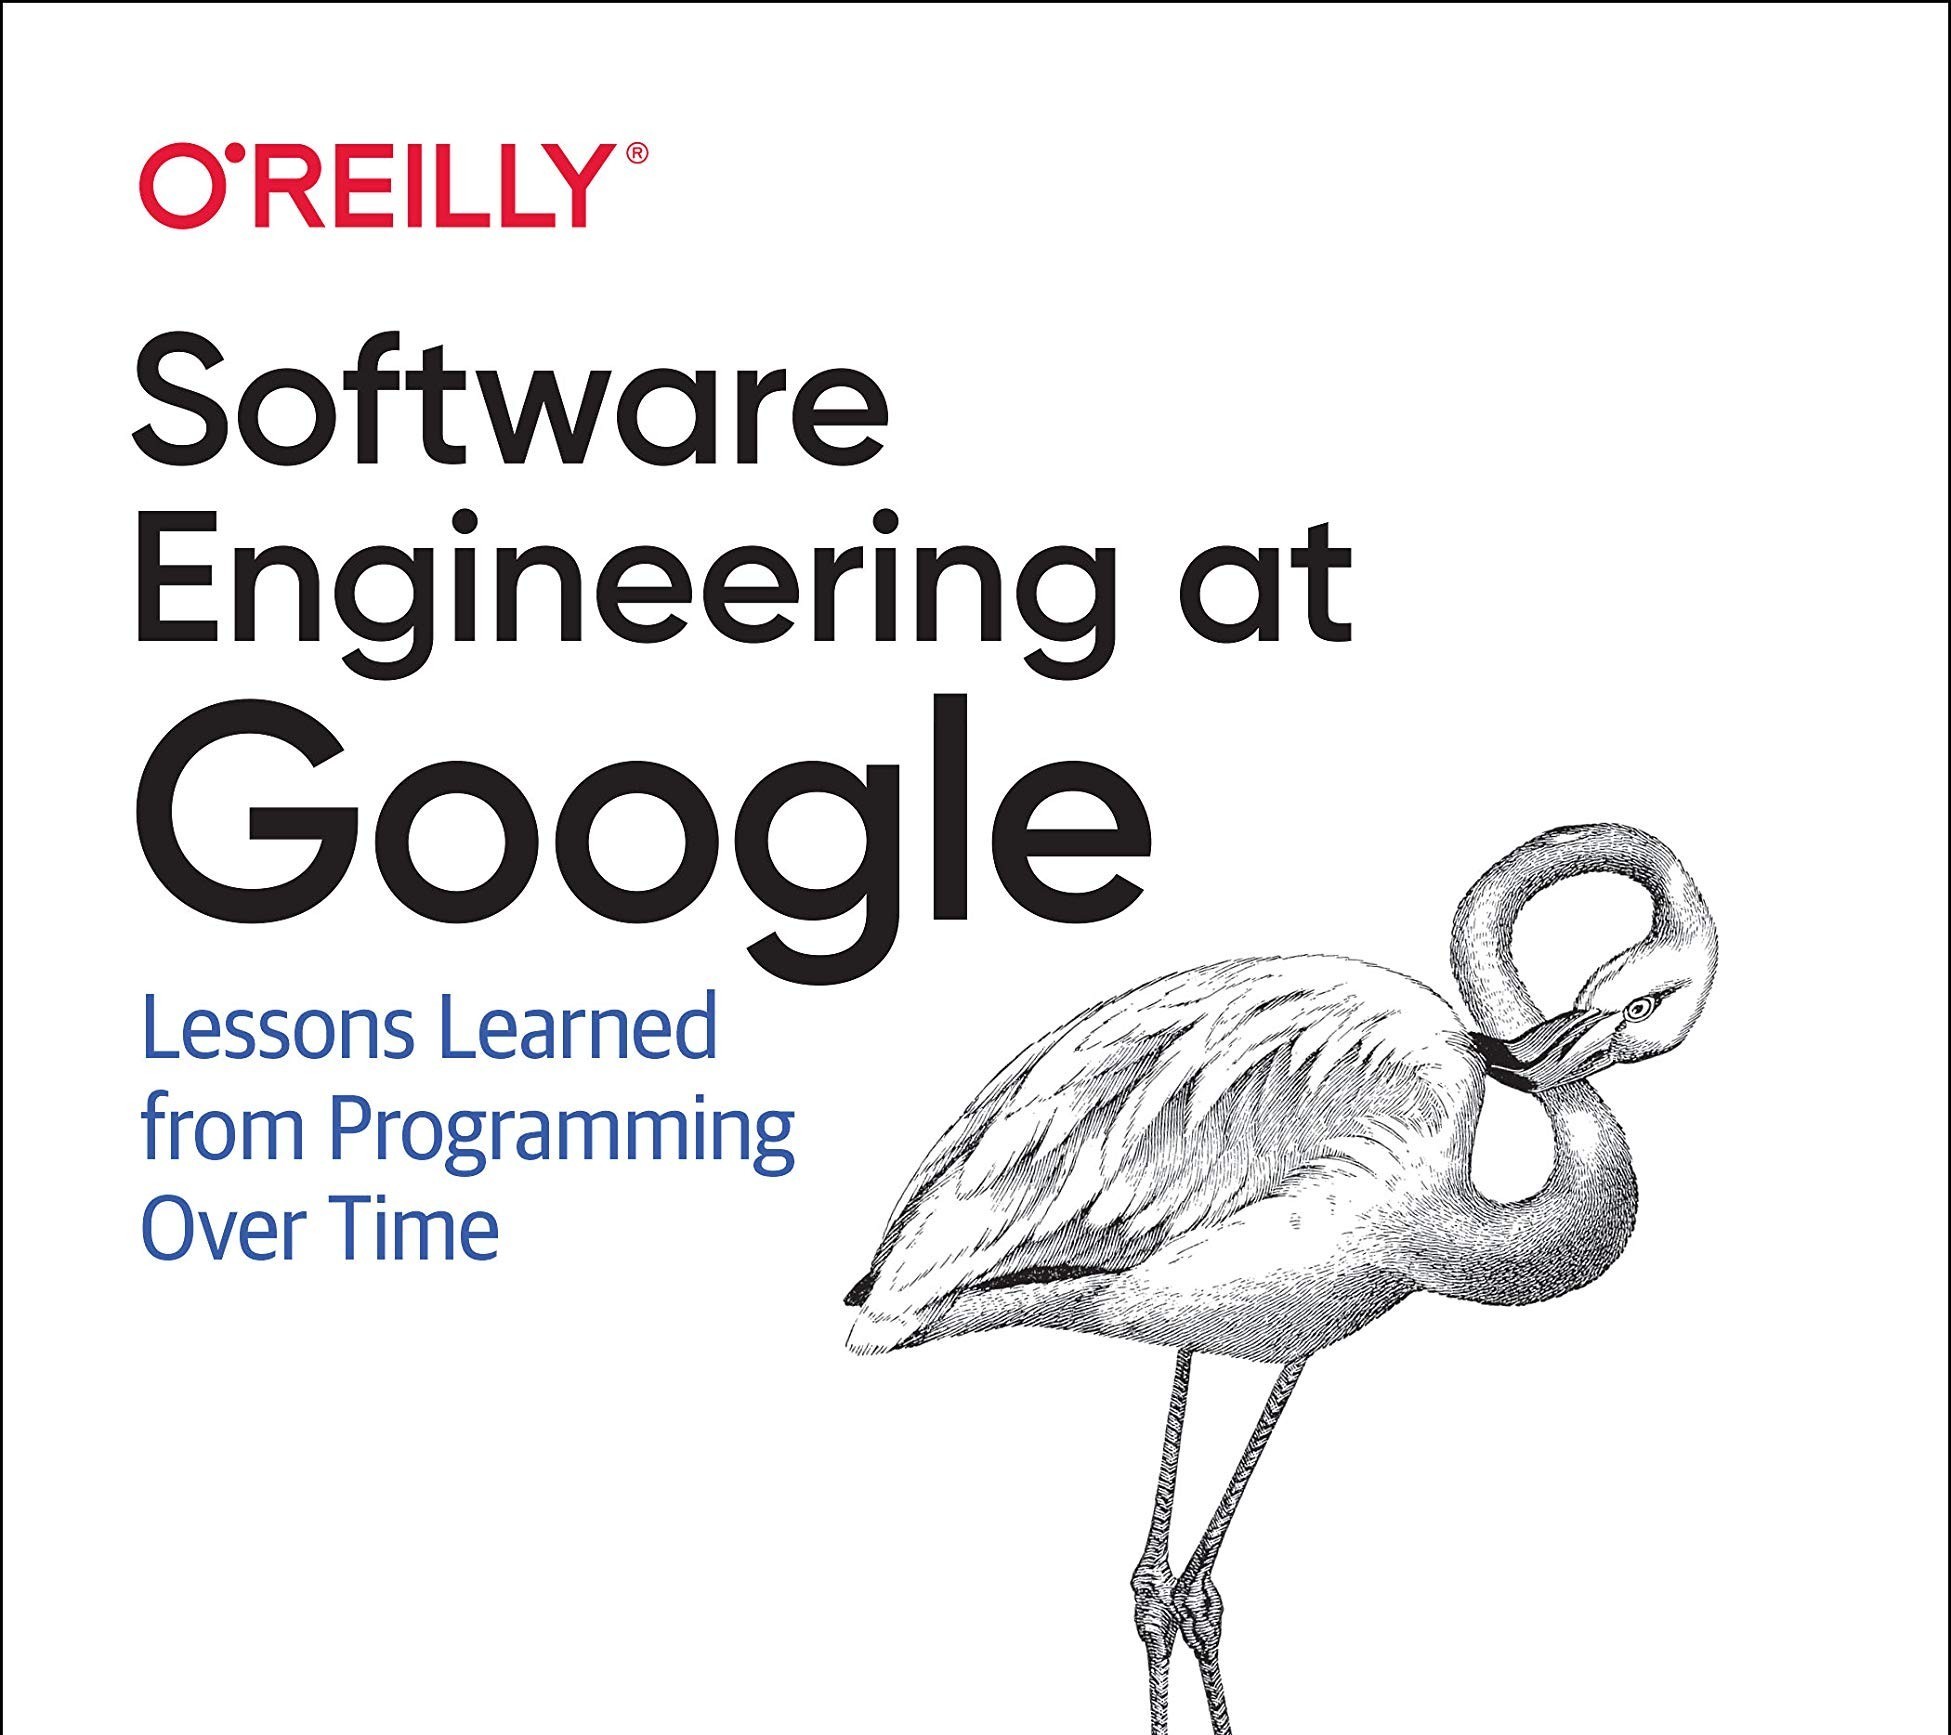 O'REILLY®
Software
Engineering at
Google
Lessons Learned
from Programming
Over Time